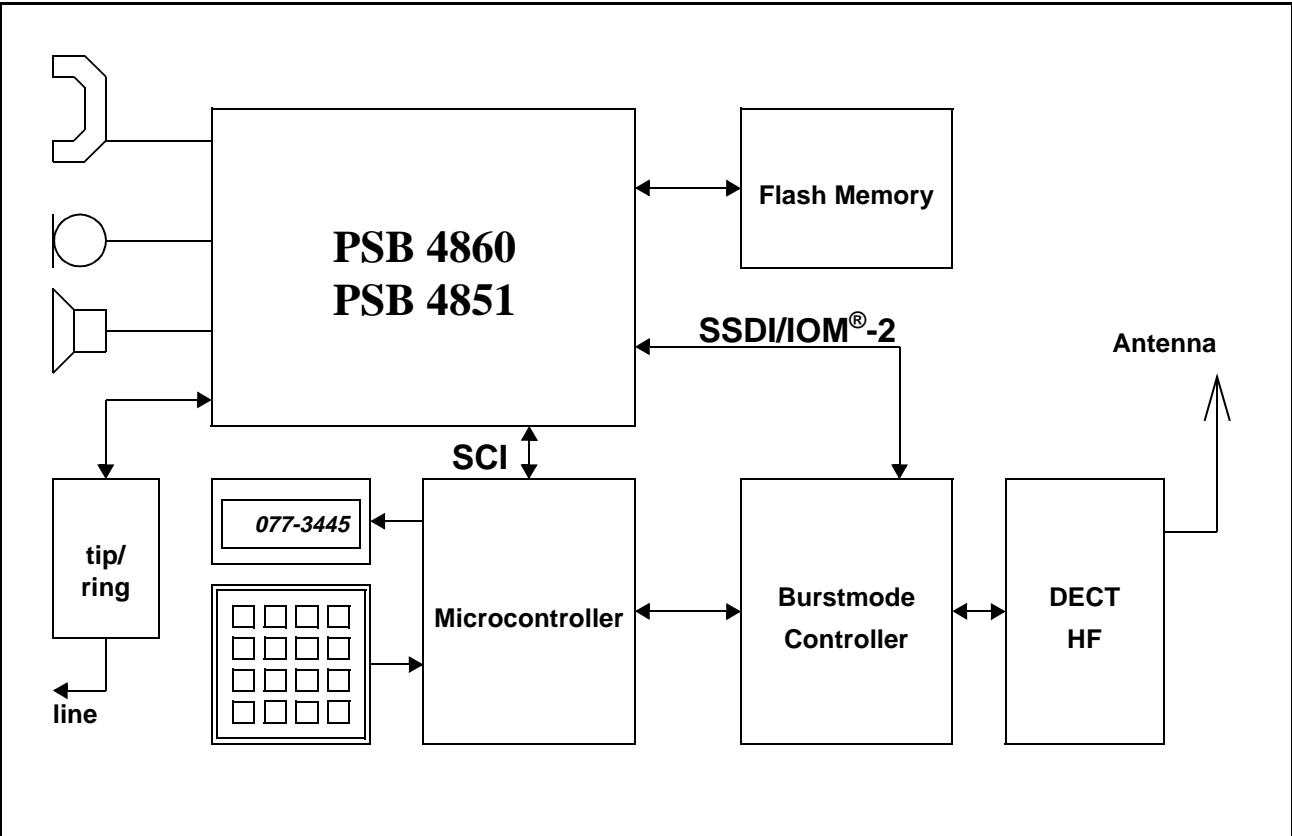 PSB 4860
PSB 4851
Flash Memory
SSDI/IOM®-2
Antenna
SCI
077-3445
tip/
ring
Microcontroller
Burstmode
Controller
DECT
HF
line